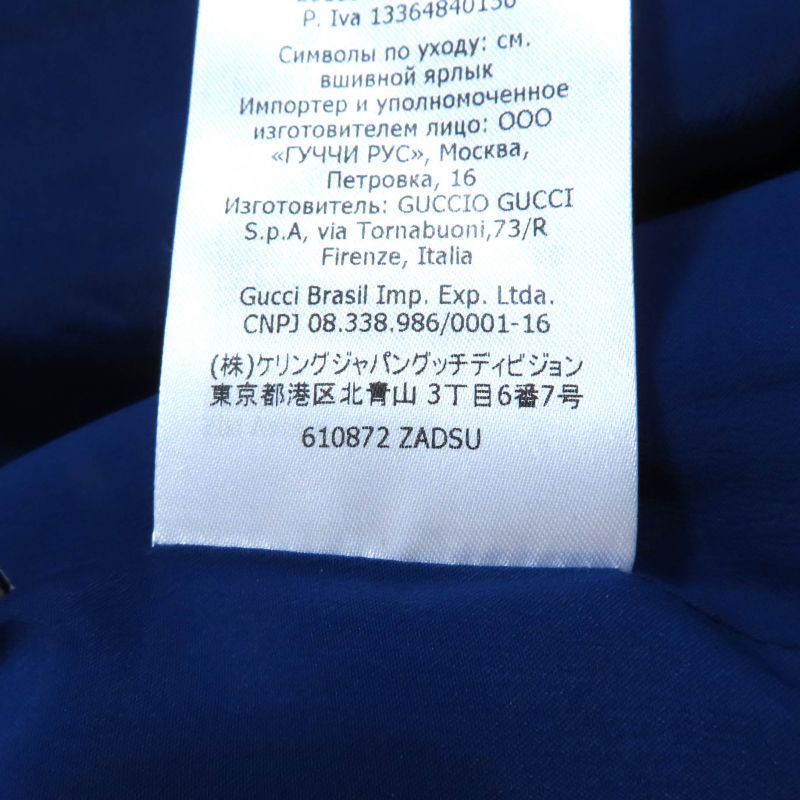 P. Iva 13364840150
Символы по уходу: см.
вшивной ярлык
Импортер и уполномоченное
изготовителем лицо: ООО
«ГУЧЧИ РУС», Москва,
Петровка, 16
Изготовитель: GUCCIO GUCCI
S.p.A, via Tornabuoni,73/R
Firenze, Italia
Gucci Brasil Imp. Exp. Ltda.
CNPJ 08.338.986/0001-16
(株)ケリングジャパングッチディビジョン
東京都港区北青山 3丁目6番7号
610872 ZADSU